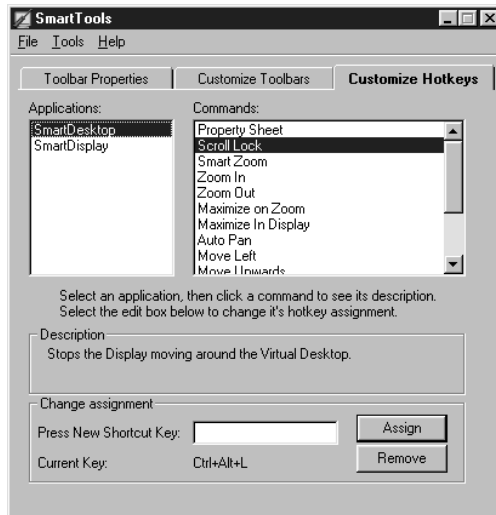 SmartTools
File Tools Help
Toolbar Properties Customize Toolbars Customize Hotkeys
Applications: Commands:
SmartDesktop
SmartDisplay
Property Sheet
Scroll Lock
Smart Zoom
Zoom In
Zoom Out
Maximize on Zoom
Maximize In Display
Auto Pan
Move Left
Move Upwards
Select an application, then click a command to see its description.
Select the edit box below to change it's hotkey assignment.
Description
Stops the Display moving around the Virtual Desktop.
Change assignment
Press New Shortcut Key: Assign
Current Key: Ctrl+Alt+L Remove